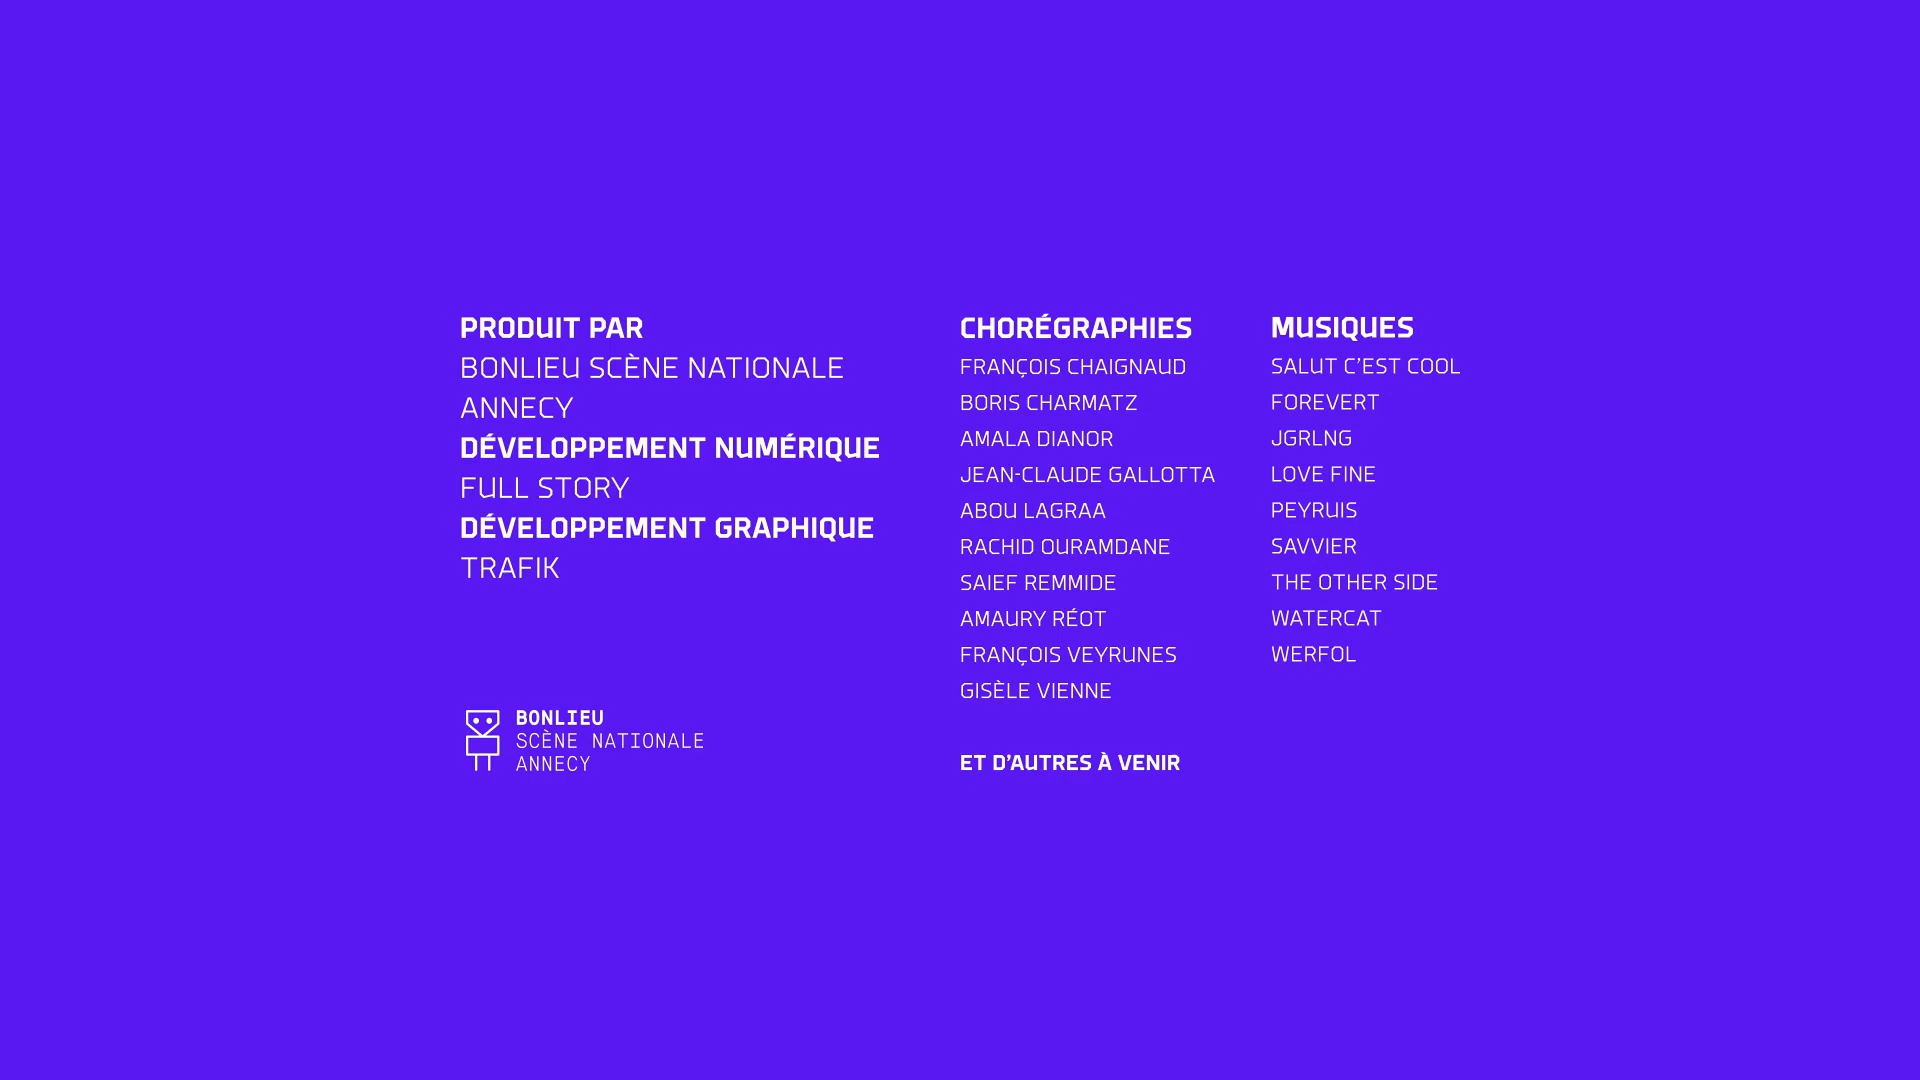 PRODUIT PAR
BONLIEU SCÈNE NATIONALE
ANNECY
DÉVELOPPEMENT NUMÉRIQUE
FULL STORY
DÉVELOPPEMENT GRAPHIQUE
TRAFIK
BONLIEU
SCÈNE NATIONALE
ANNECY
CHORÉGRAPHIES
FRANÇOIS CHAIGNAUD
BORIS CHARMATZ
AMALA DIANOR
JEAN-CLAUDE GALLOTTA
ABOU LAGRAA
RACHID OURAMDANE
SAIEF REMMIDE
AMAURY RÉOT
FRANÇOIS VEYRUNES
GISÈLE VIENNE
ET D’AUTRES À VENIR
MUSIQUES
SALUT C’EST COOL
FOREVERT
JGRLNG
LOVE FINE
PEYRUIS
SAVVIER
THE OTHER SIDE
WATERCAT
WERFOL